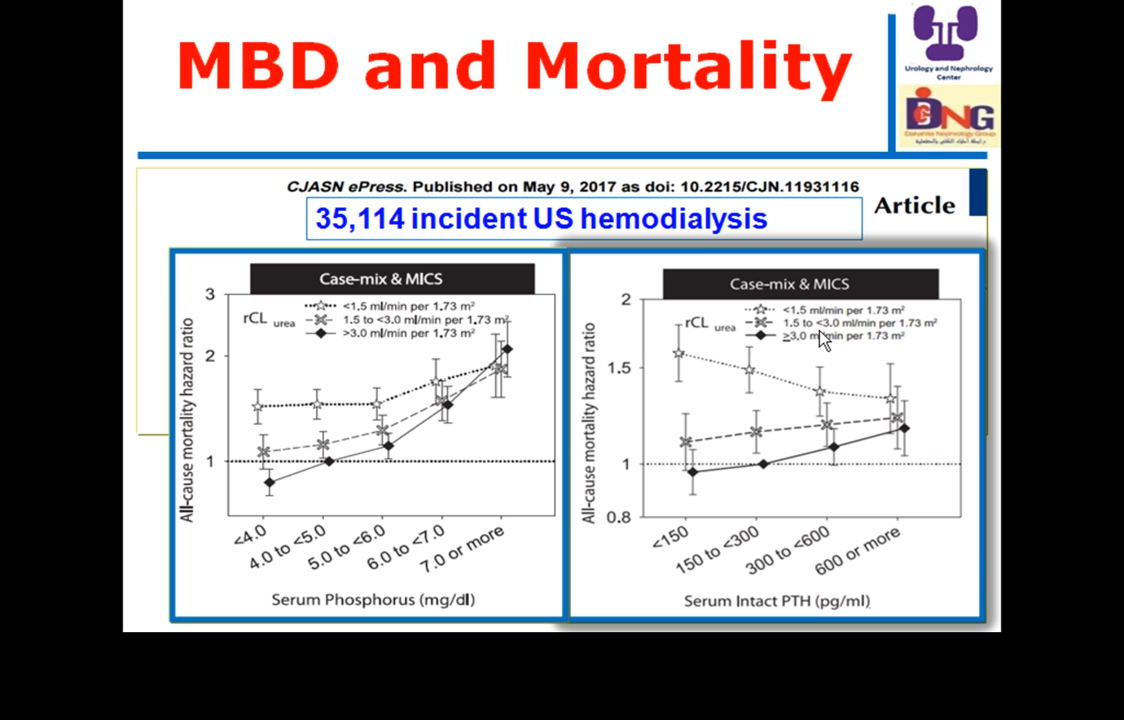 MBD and Mortality
Urology and Nephrology
Center
DCNG
Dakahlia Nephrology Group
CJASN ePress. Published on May 9, 2017 as doi: 10.2215/CJN.11931116
Article
35,114 incident US hemodialysis
Case-mix & MICS
3
2
1
All-cause mortality hazard ratio
rCL urea
<1.5 ml/min per 1.73 m²
1.5 to <3.0 ml/min per 1.73 m²
>3.0 ml/min per 1.73 m²
<4.0
4.0 to <5.0
5.0 to <6.0
6.0 to <7.0
7.0 or more
Serum Phosphorus (mg/dl)
Case-mix & MICS
2
1.5
1
0.8
All-cause mortality hazard ratio
rCL urea
<1.5 ml/min per 1.73 m²
1.5 to <3.0 ml/min per 1.73 m²
≥3.0 ml/min per 1.73 m²
<150
150 to <300
300 to <600
600 or more
Serum Intact PTH (pg/ml)